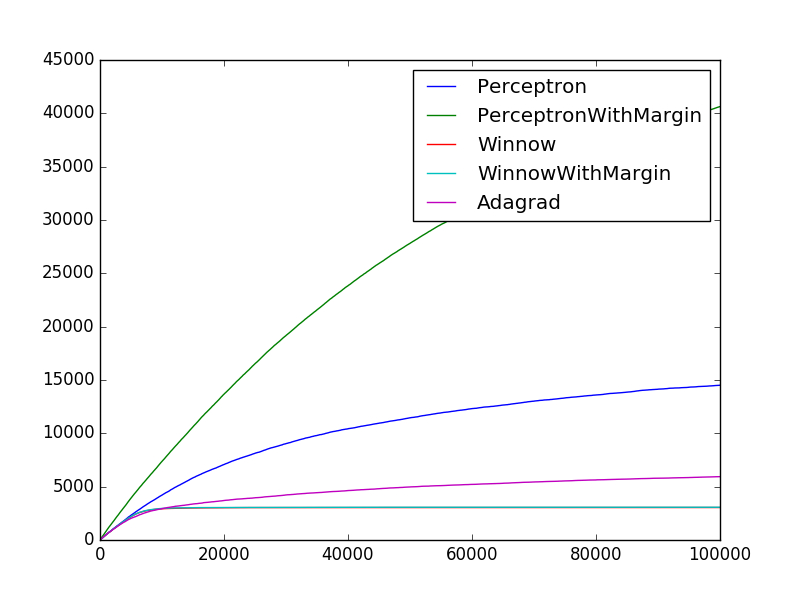 45000
40000
35000
30000
25000
20000
15000
10000
5000
0
Perceptron
PerceptronWithMargin
Winnow
WinnowWithMargin
Adagrad
0 20000 40000 60000 80000 100000